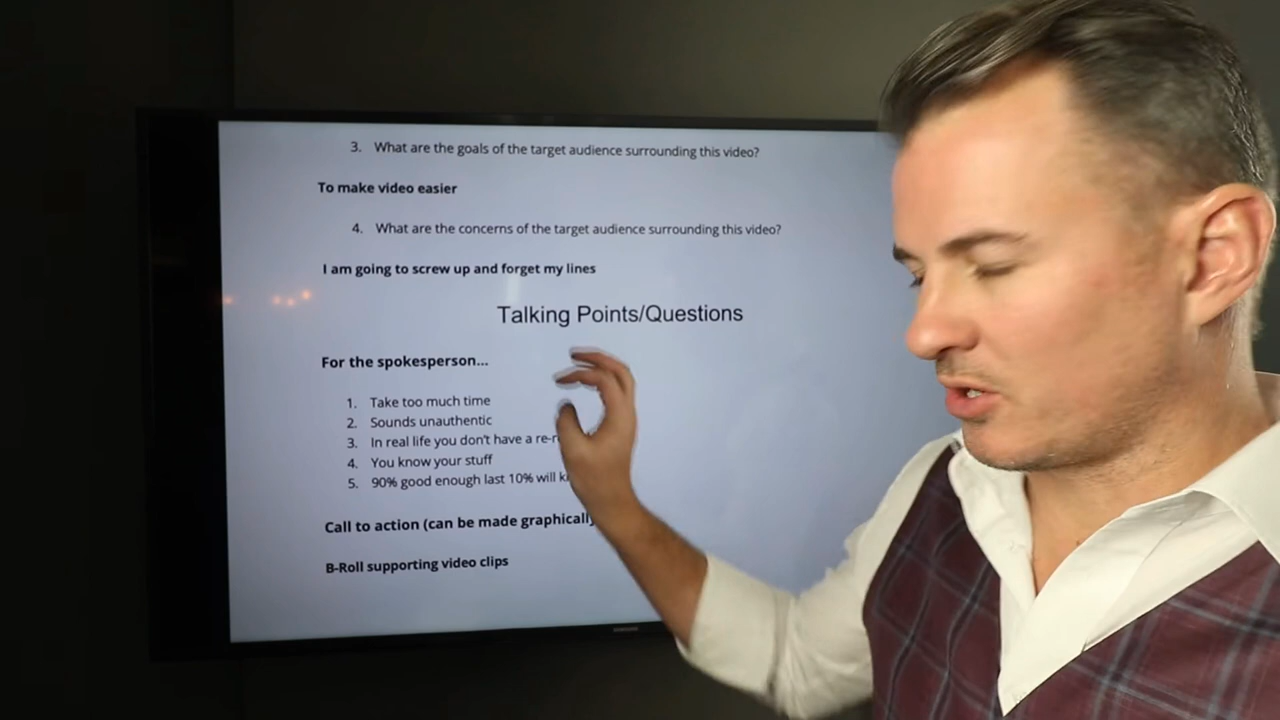 3. What are the goals of the target audience surrounding this video?
To make video easier
4. What are the concerns of the target audience surrounding this video?
I am going to screw up and forget my lines
Talking Points/Questions
For the spokesperson...
1. Take too much time
2. Sounds unauthentic
3. In real life you don't have a
4. You know your stuff
5. 90% good enough last 10% will
Call to action (can be made graphically
B-Roll supporting video clips
SAMSUNG